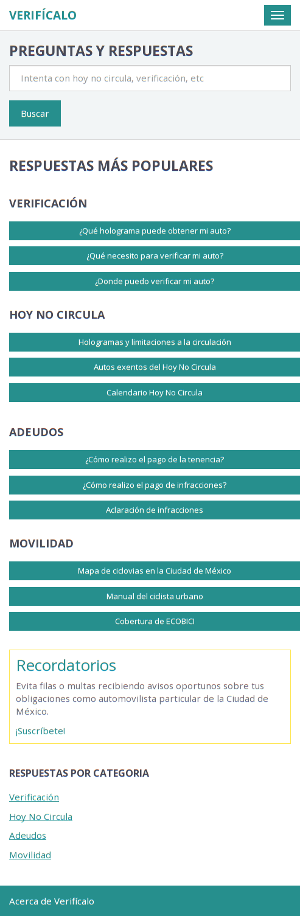 VERIFÍCALO
PREGUNTAS Y RESPUESTAS
Intenta con hoy no circula, verificación, etc
Buscar
RESPUESTAS MÁS POPULARES
VERIFICACIÓN
¿Qué holograma puede obtener mi auto?
¿Qué necesito para verificar mi auto?
¿Donde puedo verificar mi auto?
HOY NO CIRCULA
Hologramas y limitaciones a la circulación
Autos exentos del Hoy No Circula
Calendario Hoy No Circula
ADEUDOS
¿Cómo realizo el pago de la tenencia?
¿Cómo realizo el pago de infracciones?
Aclaración de infracciones
MOVILIDAD
Mapa de ciclovías en la Ciudad de México
Manual del ciclista urbano
Cobertura de ECOBICI
Recordatorios
Evita filas o multas recibiendo avisos oportunos sobre tus
obligaciones como automovilista particular de la Ciudad de
México.
¡Suscríbete!
RESPUESTAS POR CATEGORIA
Verificación
Hoy No Circula
Adeudos
Movilidad
Acerca de Verifícalo